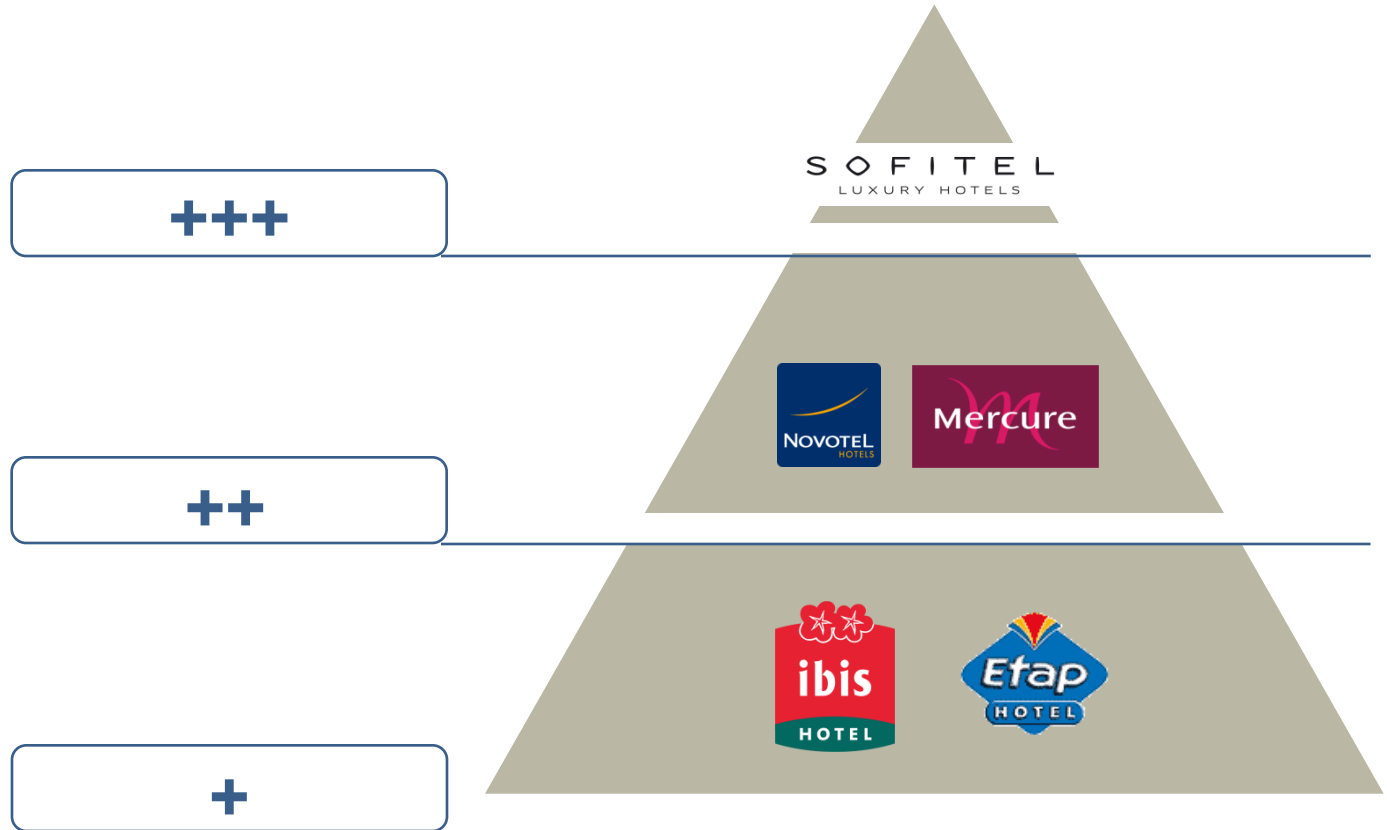 SOFITEL
LUXURY HOTELS
+++
NOVOTEL
HOTELS
Mercure
++
ibis
HOTEL
Etap
HOTEL
+